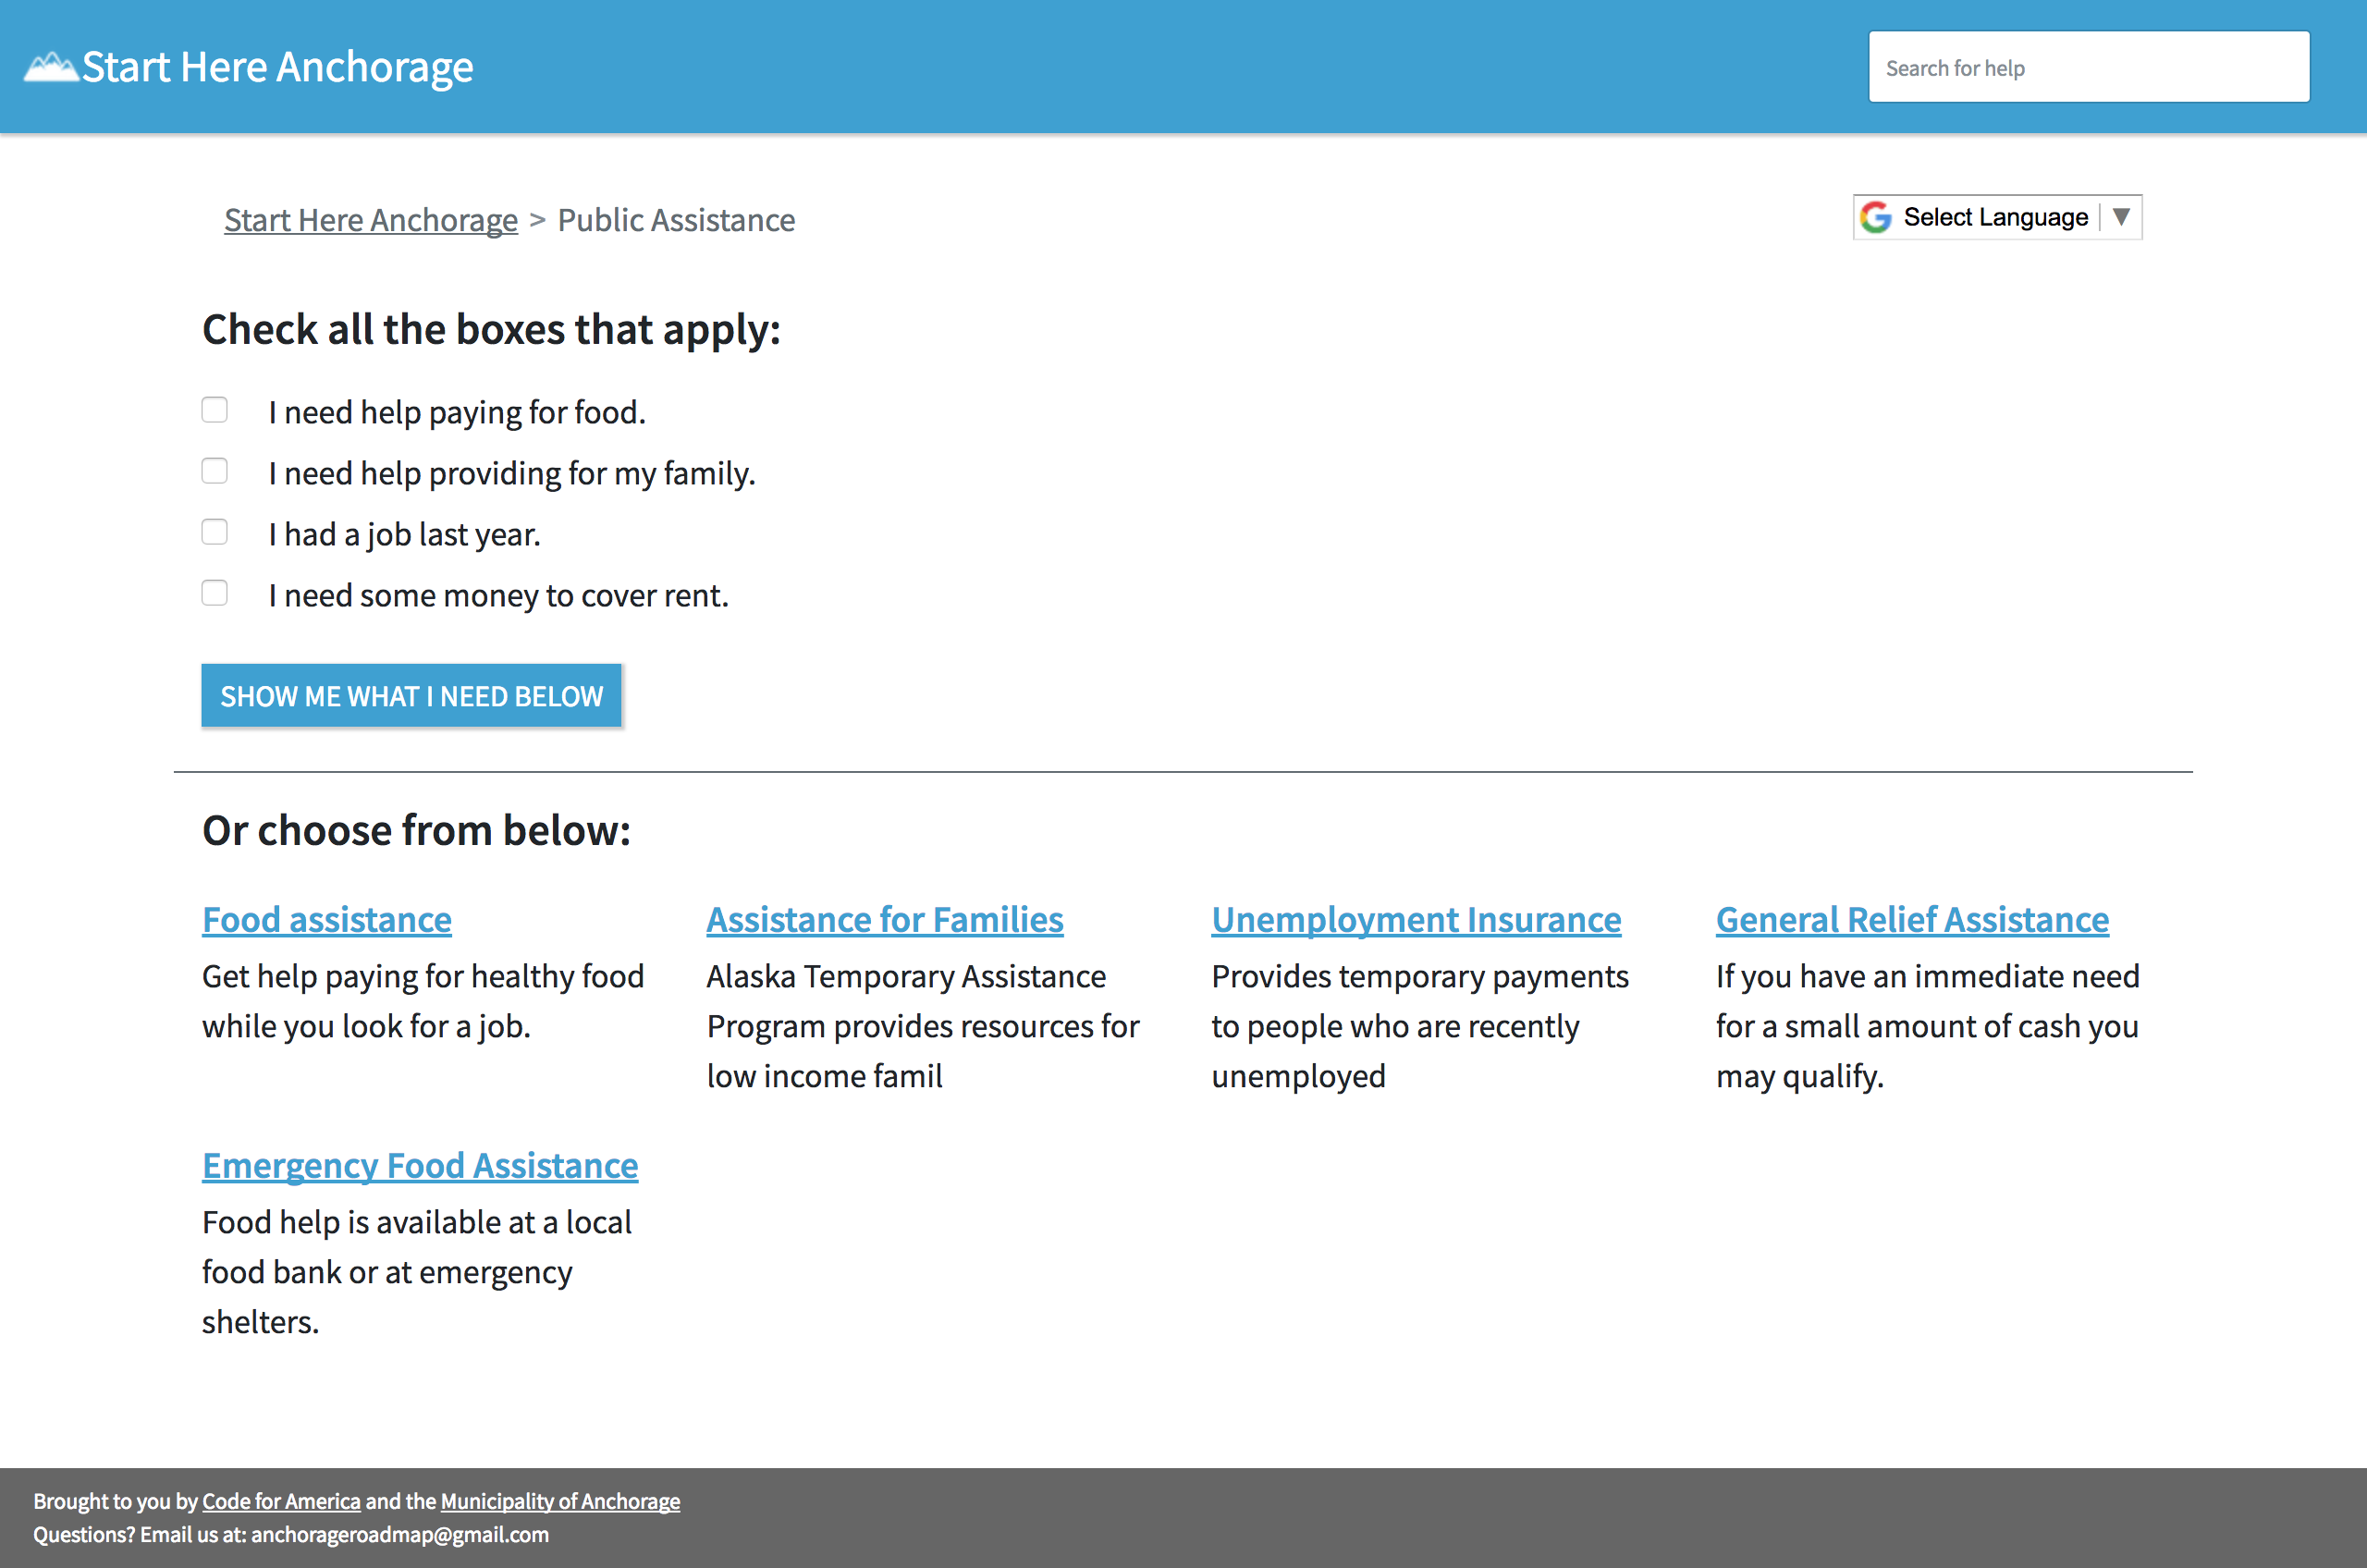 Start Here Anchorage
Search for help
Start Here Anchorage > Public Assistance
Select Language ▼
Check all the boxes that apply:
I need help paying for food.
I need help providing for my family.
I had a job last year.
I need some money to cover rent.
SHOW ME WHAT I NEED BELOW
Or choose from below:
Food assistance
Get help paying for healthy food
while you look for a job.
Assistance for Families
Alaska Temporary Assistance
Program provides resources for
low income famil
Unemployment Insurance
Provides temporary payments
to people who are recently
unemployed
General Relief Assistance
If you have an immediate need
for a small amount of cash you
may qualify.
Emergency Food Assistance
Food help is available at a local
food bank or at emergency
shelters.
Brought to you by Code for America and the Municipality of Anchorage
Questions? Email us at: anchorageroadmap@gmail.com